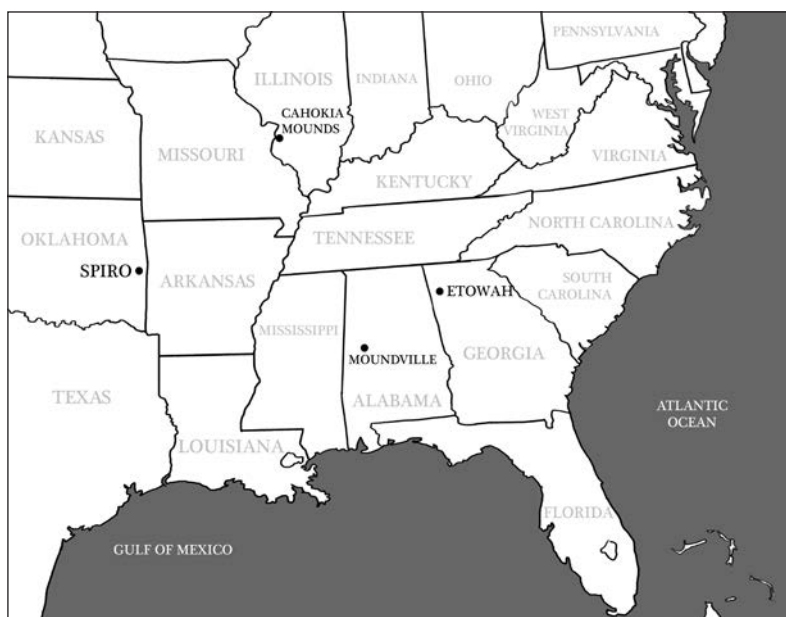 PENNSYLVANIA
ILLINOIS
INDIANA
OHIO
CAHOKIA
MOUNDS
WEST
VIRGINIA
KANSAS
MISSOURI
VIRGINIA
KENTUCKY
NORTH CAROLINA
OKLAHOMA
TENNESSEE
SPIRO
ARKANSAS
SOUTH
CAROLINA
ETOWAH
MISSISSIPPI
MOUNDVILLE
GEORGIA
TEXAS
ALABAMA
ATLANTIC
OCEAN
LOUISIANA
FLORIDA
GULF OF MEXICO